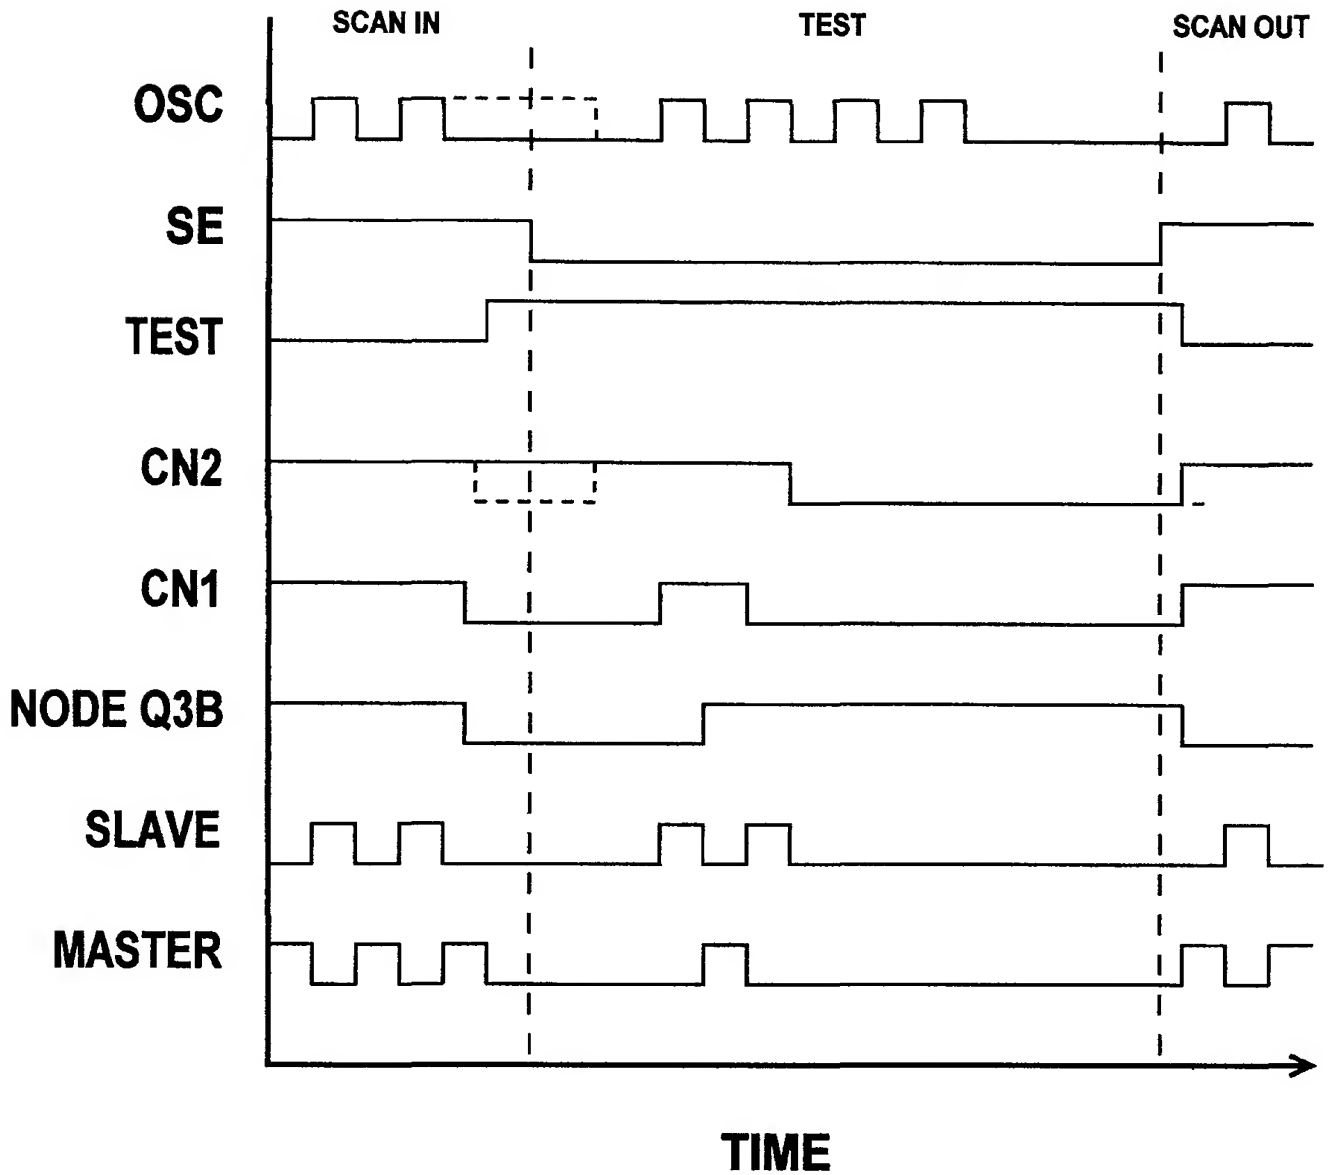 SCAN IN
TEST
SCAN OUT
OSC
SE
TEST
CN2
CN1
NODE Q3B
SLAVE
MASTER
TIME